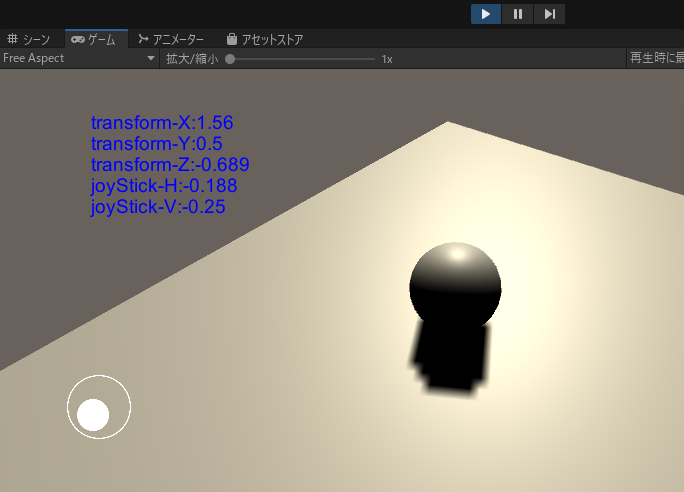 シーン ゲーム アニメーター アセットストア
Free Aspect 拡大/縮小 1x 再生時に最
transform-X:1.56
transform-Y:0.5
transform-Z:-0.689
joyStick-H:-0.188
joyStick-V:-0.25